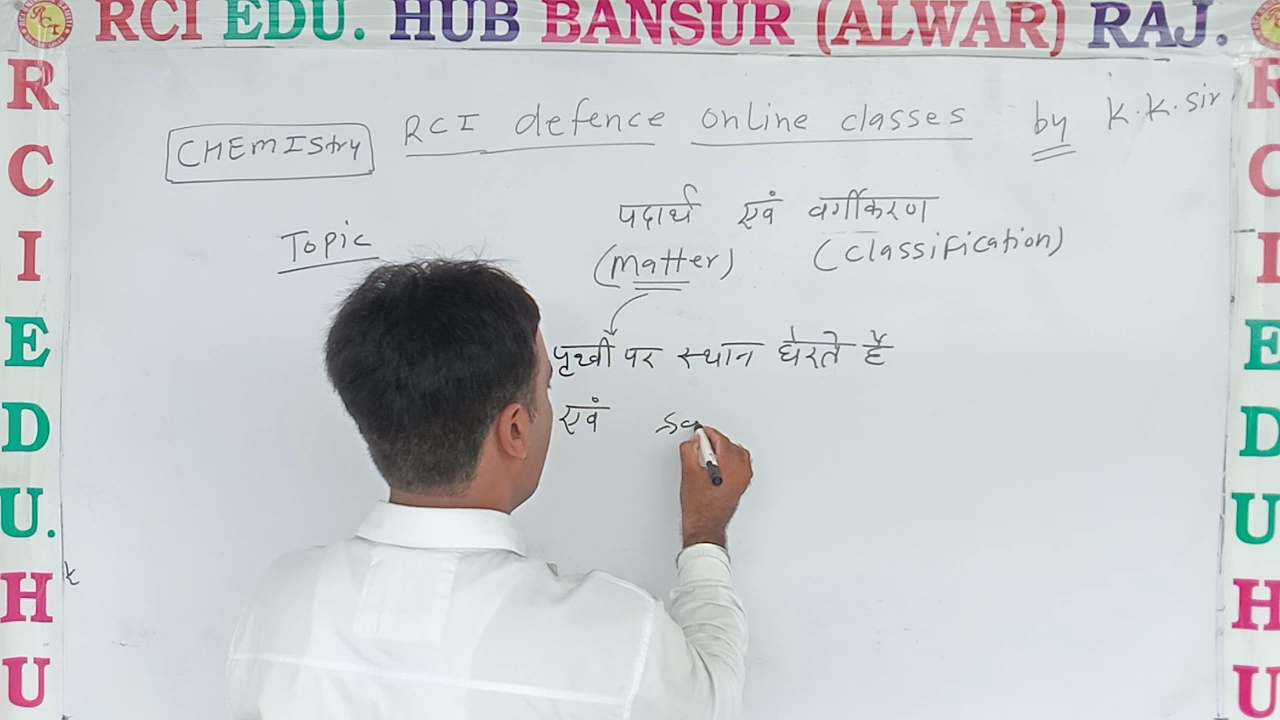 RCI EDU. HUB BANSUR (ALWAR) RAJ.
R
C
I
E
D
U.
H
U
CHEMIStry RCI defence online classes by K.K.Sir
पदार्थ एवं वर्गीकरण
Topic (Matter) (classification)
पृथ्वी पर स्थान घेरते है
एवं
R
C
I
E
D
U
H
U